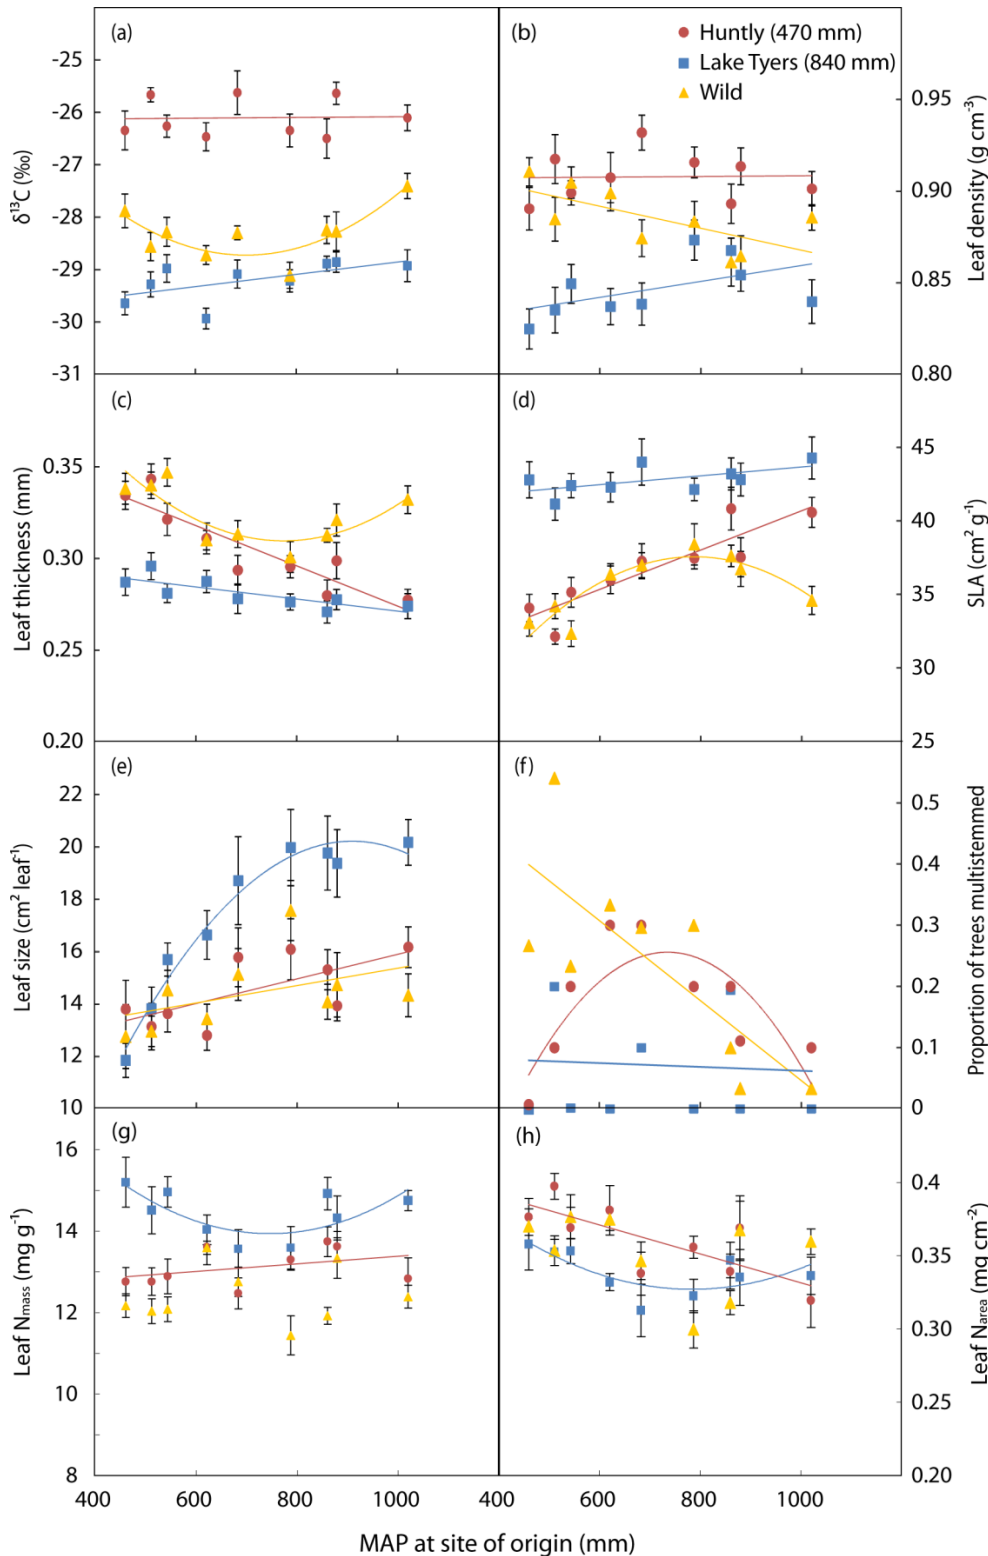 (a)
-25
-26
-27
-28
-29
-30
-31
δ¹³C (‰)
(b)
Huntly (470 mm)
Lake Tyers (840 mm)
Wild
0.95
0.90
0.85
0.80
Leaf density (g cm⁻³)
(c)
0.35
0.30
0.25
0.20
Leaf thickness (mm)
(d)
45
40
35
30
25
SLA (cm² g⁻¹)
(e)
22
20
18
16
14
12
10
Leaf size (cm² leaf⁻¹)
(f)
0.5
0.4
0.3
0.2
0.1
0
Proportion of trees multistemmed
(g)
16
14
12
10
8
Leaf Nmass (mg g⁻¹)
(h)
0.4
0.35
0.30
0.25
0.20
Leaf Narea (mg cm⁻²)
400 600 800 1000 400 600 800 1000
MAP at site of origin (mm)